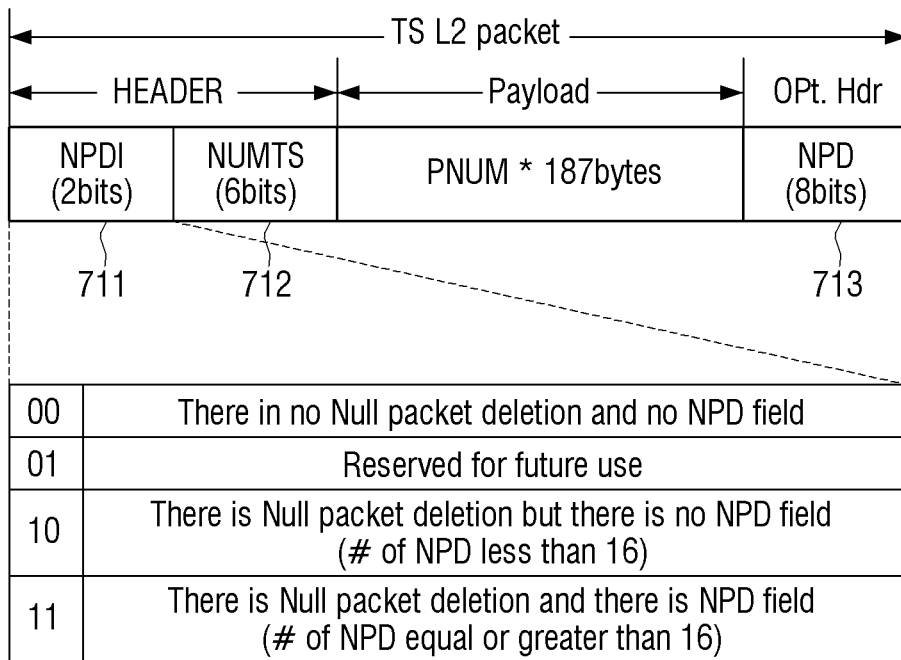 TS L2 packet
HEADER
Payload
OPt. Hdr
NPDI
(2bits)
NUMTS
(6bits)
PNUM * 187bytes
NPD
(8bits)
711
712
713
00
There in no Null packet deletion and no NPD field
01
Reserved for future use
10
There is Null packet deletion but there is no NPD field
(# of NPD less than 16)
11
There is Null packet deletion and there is NPD field
(# of NPD equal or greater than 16)